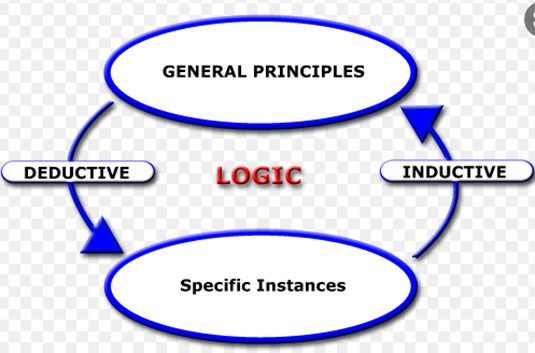 GENERAL PRINCIPLES
DEDUCTIVE
LOGIC
INDUCTIVE
Specific Instances